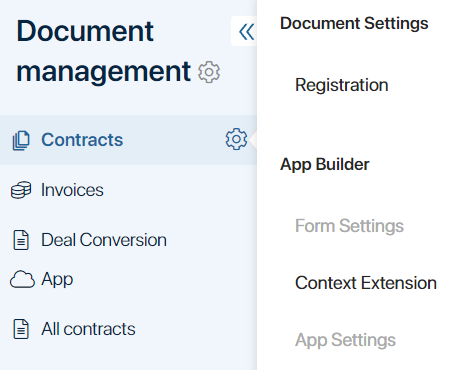 Document
management
Contracts
Invoices
Deal Conversion
App
All contracts
Document Settings
Registration
App Builder
Form Settings
Context Extension
App Settings